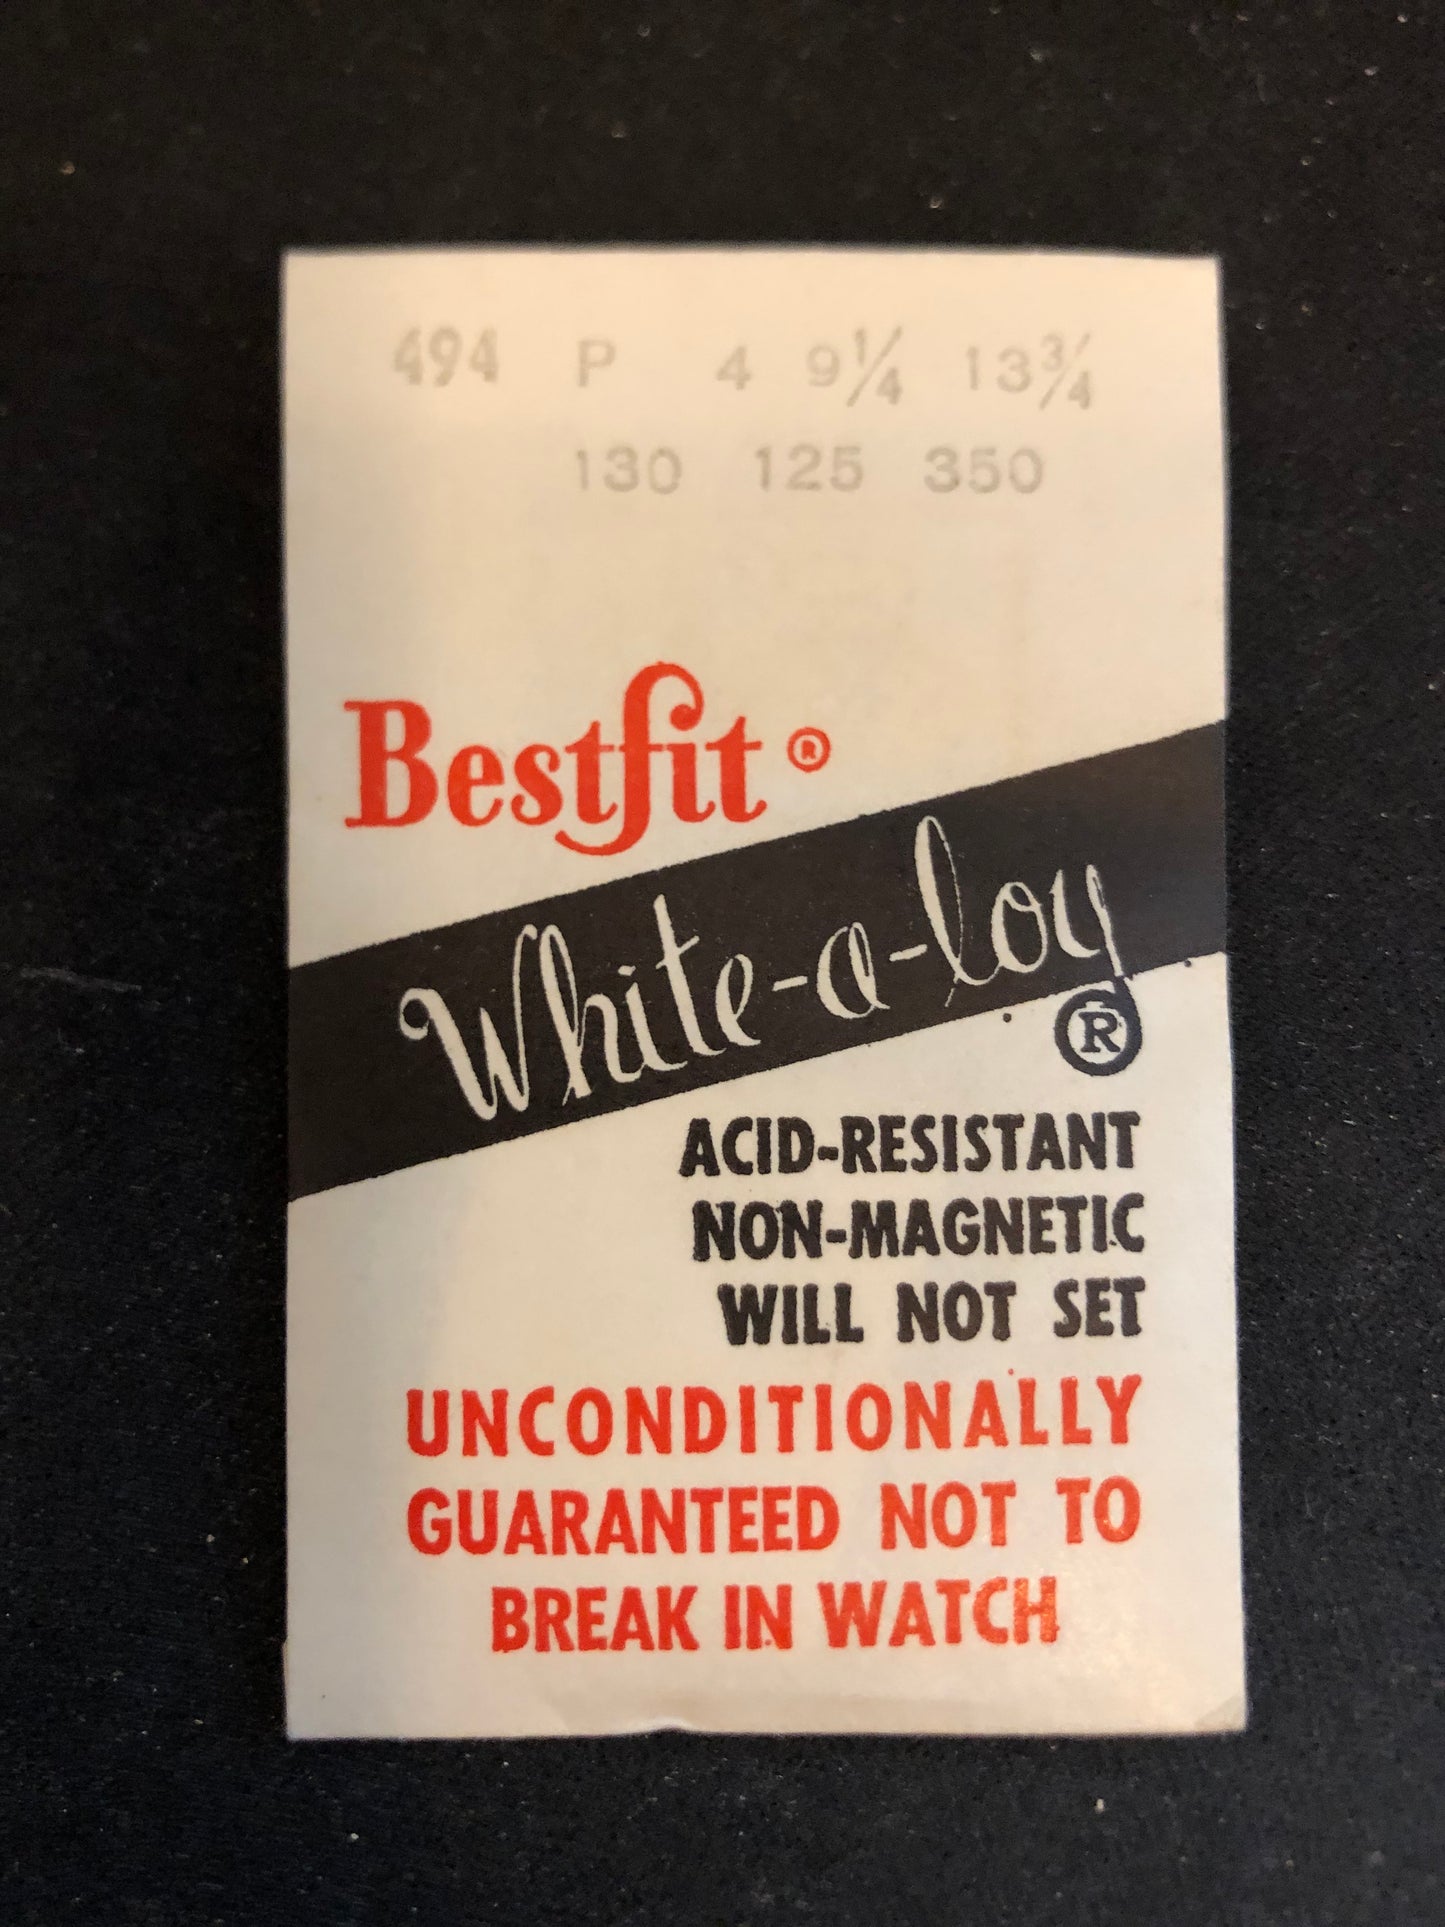 494 P 4 9¼ 13¾
130 125 350
Bestfit ®
White-a-loy
®
ACID-RESISTANT
NON-MAGNETIC
WILL NOT SET
UNCONDITIONALLY
GUARANTEED NOT TO
BREAK IN WATCH